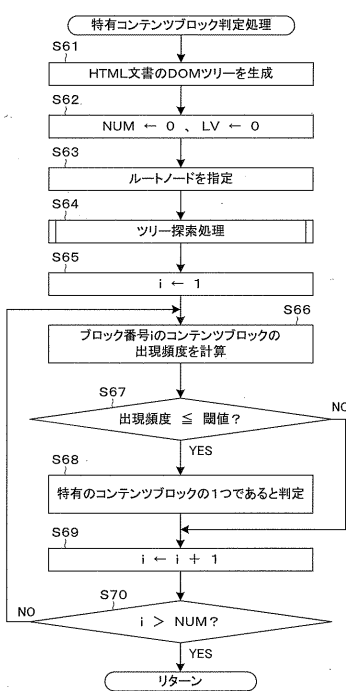 特有コンテンツブロック判定処理
S61
HTML文書のDOMツリーを生成
S62
NUM ← 0 、 LV ← 0
S63
ルートノードを指定
S64
ツリー探索処理
S65
i ← 1
S66
ブロック番号iのコンテンツブロックの
出現頻度を計算
S67
出現頻度 ≦ 閾値?
NO
YES
S68
特有のコンテンツブロックの1つであると判定
S69
i ← i + 1
S70
NO
i > NUM?
YES
リターン